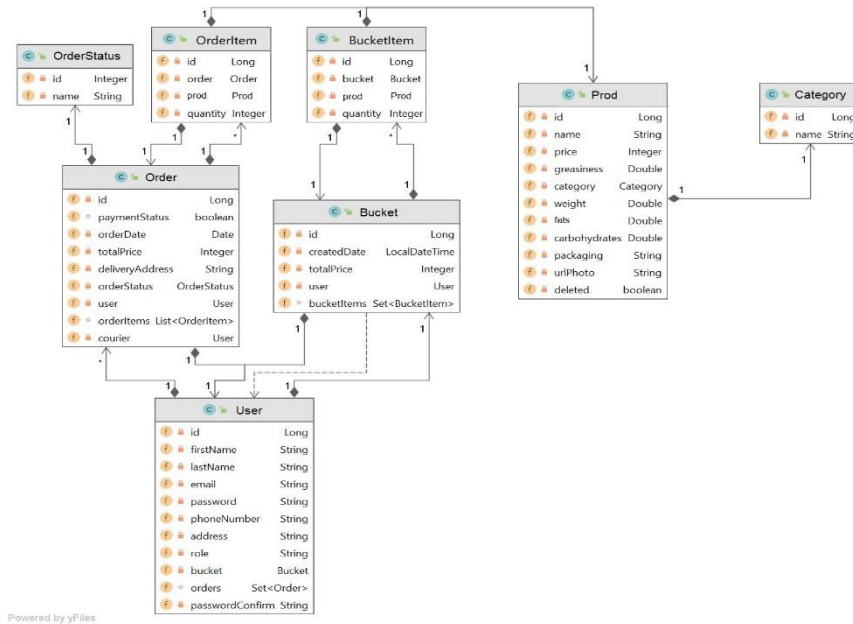 1
1
1
OrderStatus
id Integer
name String
OrderItem
id Long
order Order
prod Prod
quantity Integer
BucketItem
id Long
bucket Bucket
prod Prod
quantity Integer
1
Prod
id Long
name String
price Integer
greasiness Double
category Category
weight Double
fats Double
carbohydrates Double
packaging String
urlPhoto String
deleted boolean
Category
id Long
name String
1
1
1
1
*
1
*
1
1
1
1
1
Order
id Long
paymentStatus boolean
orderDate Date
totalPrice Integer
deliveryAddress String
orderStatus OrderStatus
user User
orderItems List<OrderItem>
courier User
Bucket
id Long
createdDate LocalDateTime
totalPrice Integer
user User
bucketItems Set<BucketItem>
1
1
1
*
1
1
1
User
id Long
firstName String
lastName String
email String
password String
phoneNumber String
address String
role String
bucket Bucket
orders Set<Order>
passwordConfirm String
Powered by yFiles